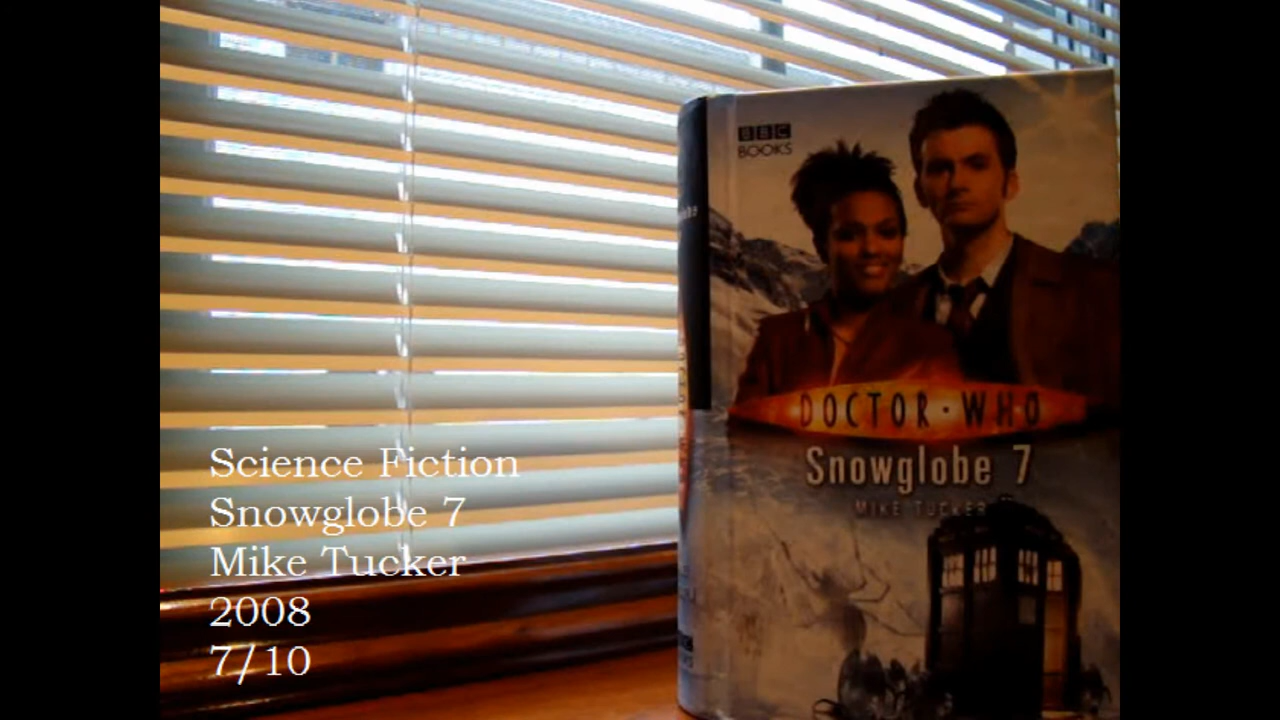 BBC
BOOKS
DOCTOR·WHO
Snowglobe 7
MIKE TUCKER
Science Fiction
Snowglobe 7
Mike Tucker
2008
7/10